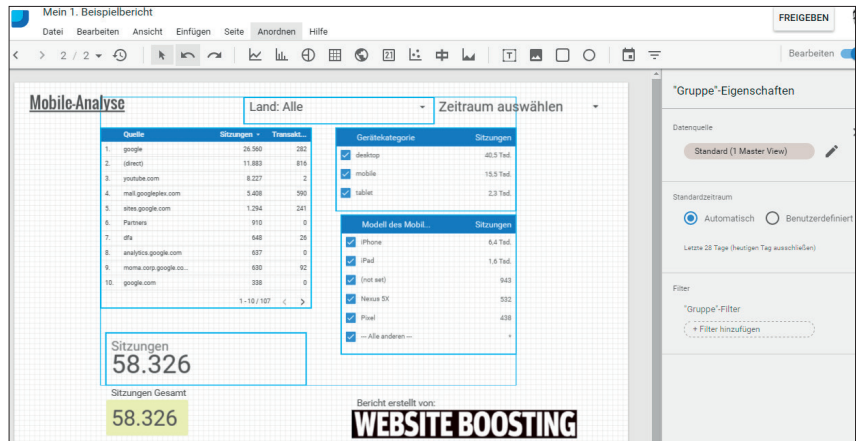 Mein 1. Beispielbericht
FREIGEBEN
Datei Bearbeiten Ansicht Einfügen Seite Anordnen Hilfe
2 / 2
21
T
Bearbeiten
Mobile-Analyse
Land: Alle
Zeitraum auswählen
Quelle Sitzungen Transakt...
1. google 26.560 282
2. (direct) 11.883 816
3. youtube.com 8.227 2
4. mall.googleplex.com 5.408 590
5. sites.google.com 1.294 241
6. Partners 910 0
7. dfa 648 26
8. analytics.google.com 637 0
9. moma.corp.google.co... 630 92
10. google.com 338 0
1 - 10 / 107
Gerätekategorie Sitzungen
desktop 40,5 Tsd.
mobile 15,5 Tsd.
tablet 2,3 Tsd.
Modell des Mobil... Sitzungen
iPhone 6,4 Tsd.
iPad 1,6 Tsd.
(not set) 943
Nexus 5X 532
Pixel 438
--- Alle anderen ---
Sitzungen
58.326
Sitzungen Gesamt
58.326
Bericht erstellt von:
WEBSITE BOOSTING
"Gruppe"-Eigenschaften
Datenquelle
Standard (1 Master View)
Standardzeitraum
Automatisch Benutzerdefiniert
Letzte 28 Tage (heutigen Tag ausschließen)
Filter
"Gruppe"-Filter
+ Filter hinzufügen